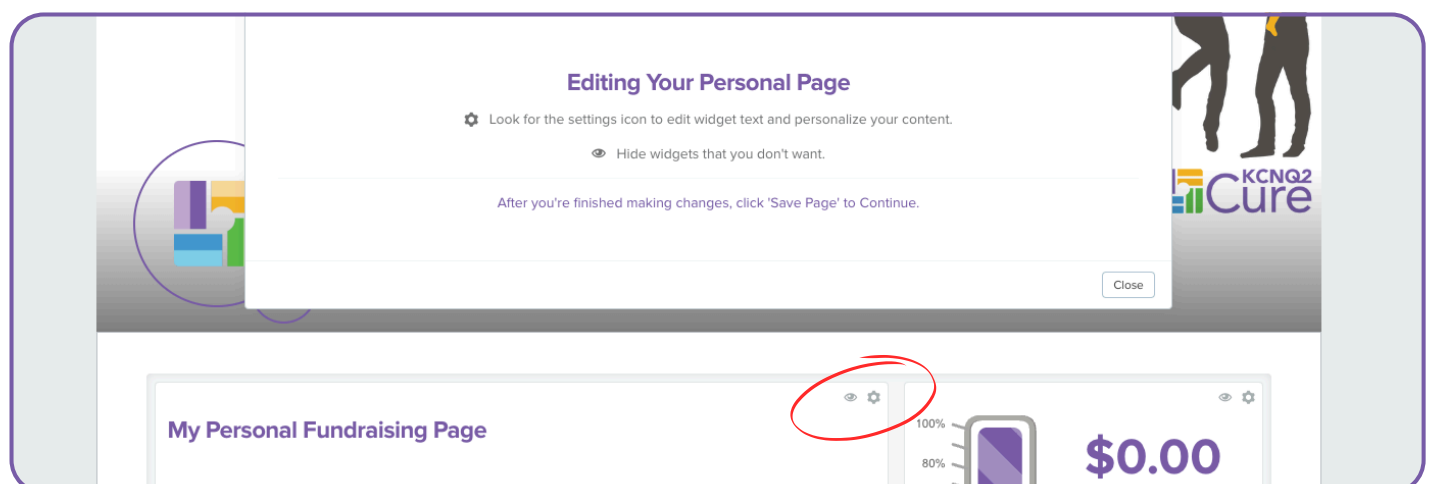 Editing Your Personal Page
Look for the settings icon to edit widget text and personalize your content.
Hide widgets that you don't want.
After you're finished making changes, click 'Save Page' to Continue.
KCNQ2
Cure
Close
My Personal Fundraising Page
100%
80%
$0.00